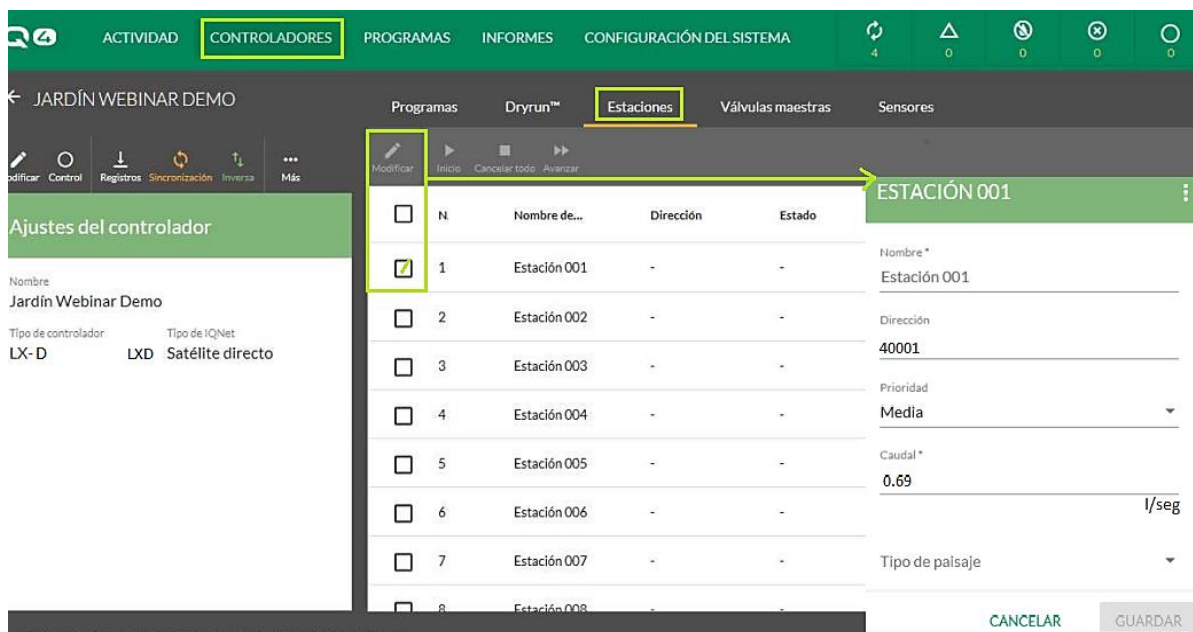 Q4 ACTIVIDAD CONTROLADORES PROGRAMAS INFORMES CONFIGURACIÓN DEL SISTEMA
4 0 0 0 0
JARDÍN WEBINAR DEMO
Programas Dryrun™ Estaciones Válvulas maestras Sensores
Control Registros Sincronización Inversa Más
Modificar Inicio Cancelar todo Avanzar
Ajustes del controlador
Nombre
Jardín Webinar Demo
Tipo de controlador Tipo de IQNet
LX-D LXD Satélite directo
N. Nombre de... Dirección Estado
1 Estación 001 - -
2 Estación 002 - -
3 Estación 003 - -
4 Estación 004 - -
5 Estación 005 - -
6 Estación 006 - -
7 Estación 007 - -
8 Estación 008
ESTACIÓN 001
Nombre *
Estación 001
Dirección
40001
Prioridad
Media
Caudal *
0.69
l/seg
Tipo de paisaje
CANCELAR GUARDAR